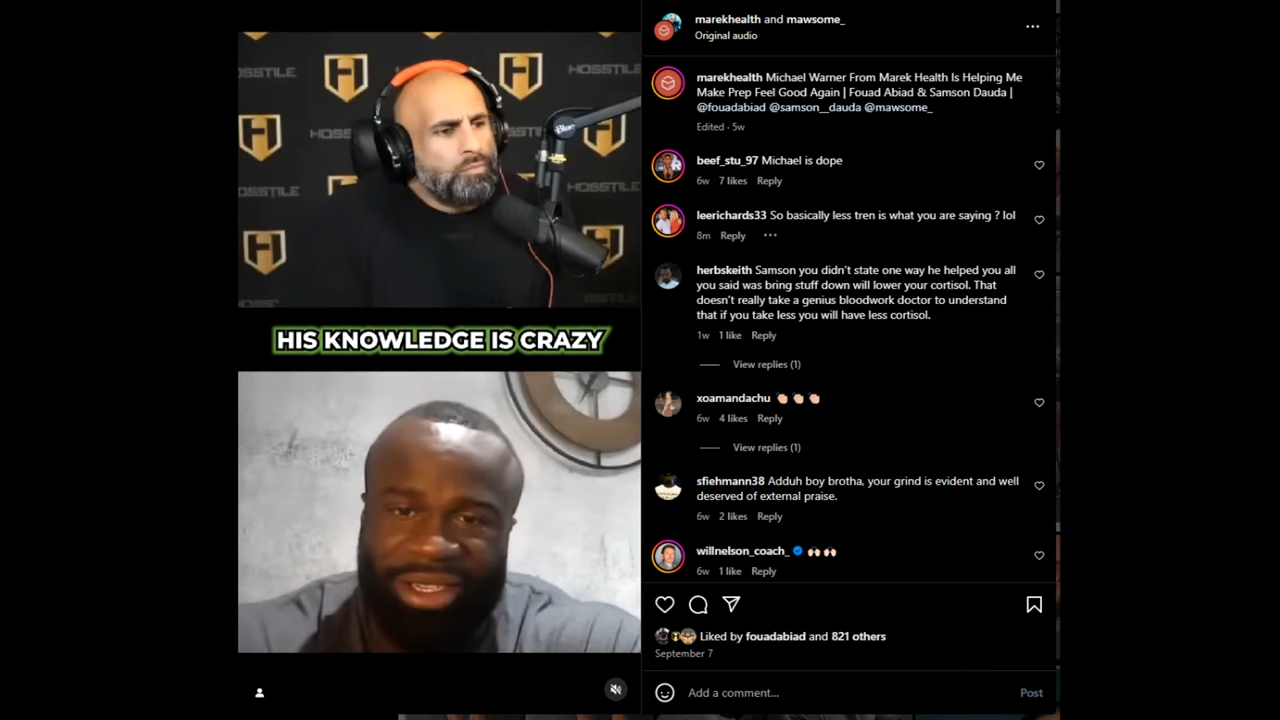 HOSSTILE
HOSSTILE
HOSSTILE
HOSSTILE
Blue
HIS KNOWLEDGE IS CRAZY
marekhealth and mawsome_
Original audio
marekhealth Michael Warner From Marek Health Is Helping Me
Make Prep Feel Good Again | Fouad Abiad & Samson Dauda |
@fouadabiad @samson__dauda @mawsome_
Edited · 5w
beef_stu_97 Michael is dope
6w 7 likes Reply
leerichards33 So basically less tren is what you are saying ? lol
8m Reply
herbskeith Samson you didn’t state one way he helped you all
you said was bring stuff down will lower your cortisol. That
doesn’t really take a genius bloodwork doctor to understand
that if you take less you will have less cortisol.
1w 1 like Reply
View replies (1)
xoamandachu 👏🏻 👏🏻 👏🏻
6w 4 likes Reply
View replies (1)
sfiehmann38 Adduh boy brotha, your grind is evident and well
deserved of external praise.
6w 2 likes Reply
willnelson_coach_ 🙌🏻 🙌🏻
6w 1 like Reply
Liked by fouadabiad and 821 others
September 7
Add a comment...
Post